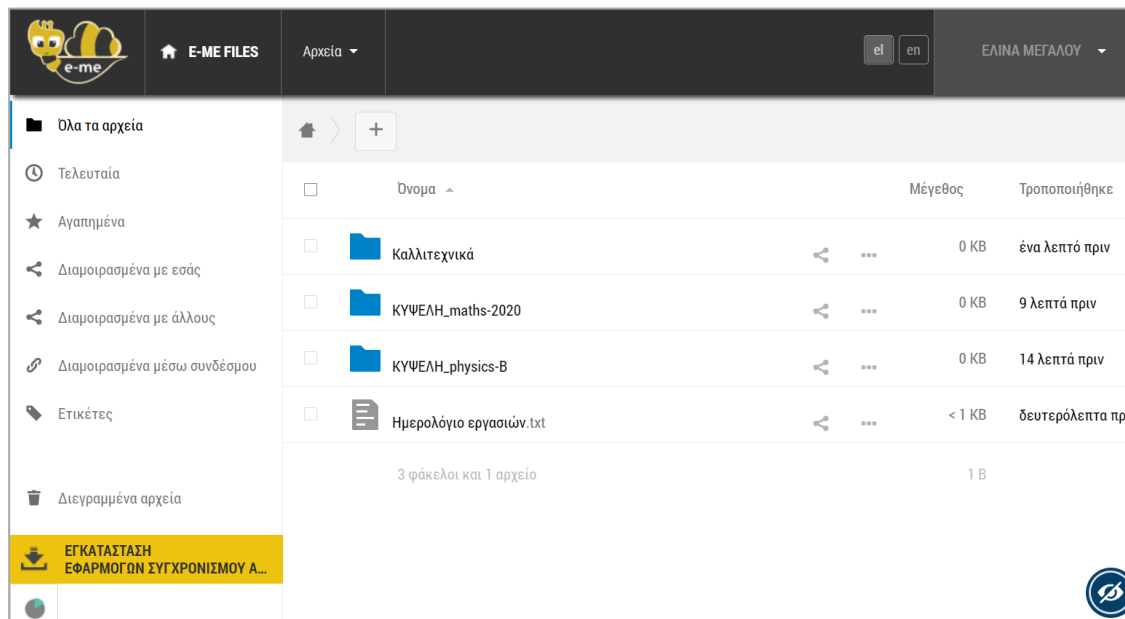 e-me
E-ME FILES
Αρχεία
el
en
ΕΛΙΝΑ ΜΕΓΑΛΟΥ
Όλα τα αρχεία
Τελευταία
Αγαπημένα
Διαμοιρασμένα με εσάς
Διαμοιρασμένα με άλλους
Διαμοιρασμένα μέσω συνδέσμου
Ετικέτες
Διεγραμμένα αρχεία
ΕΓΚΑΤΑΣΤΑΣΗ
ΕΦΑΡΜΟΓΩΝ ΣΥΓΧΡΟΝΙΣΜΟΥ Α...
Όνομα Μέγεθος Τροποποιήθηκε
Καλλιτεχνικά 0 KB ένα λεπτό πριν
ΚΥΨΕΛΗ_maths-2020 0 KB 9 λεπτά πριν
ΚΥΨΕΛΗ_physics-B 0 KB 14 λεπτά πριν
Ημερολόγιο εργασιών.txt < 1 KB δευτερόλεπτα πρ
3 φάκελοι και 1 αρχείο 1 B